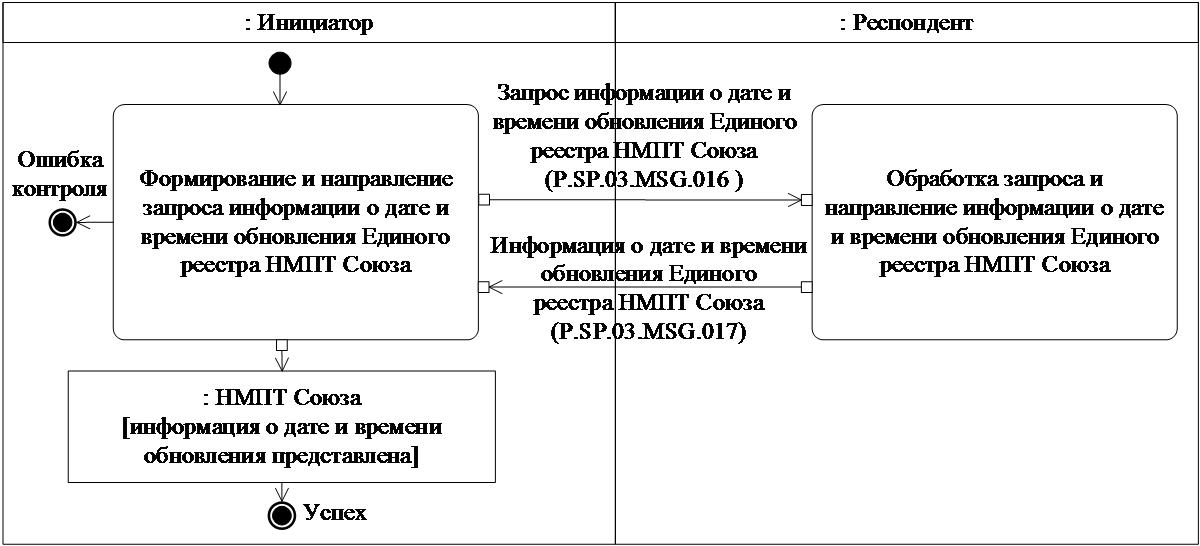 : Инициатор
: Респондент
Ошибка
контроля
Формирование и направление
запроса информации о дате и
времени обновления Единого
реестра НМПТ Союза
Запрос информации о дате и
времени обновления Единого
реестра НМПТ Союза
(P.SP.03.MSG.016 )
Информация о дате и времени
обновления Единого
реестра НМПТ Союза
(P.SP.03.MSG.017)
Обработка запроса и
направление информации о дате
и времени обновления Единого
реестра НМПТ Союза
: НМПТ Союза
[информация о дате и времени
обновления представлена]
Успех